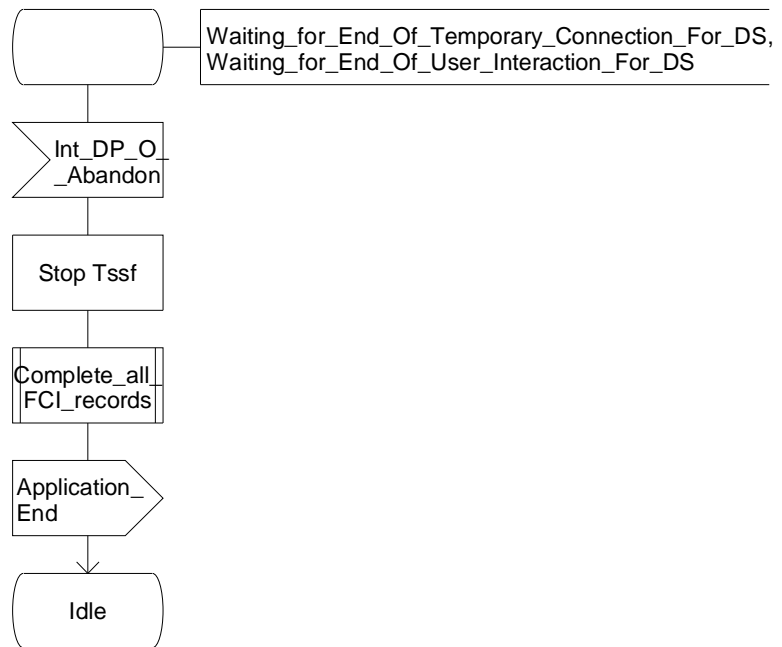 Waiting_for_End_Of_Temporary_Connection_For_DS,
Waiting_for_End_Of_User_Interaction_For_DS
Int_DP_O_
_Abandon
Stop Tssf
Complete_all_
FCI_records
Application_
End
Idle